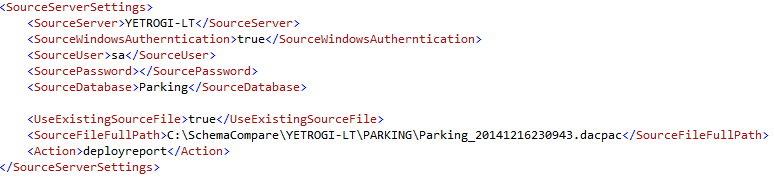 <SourceServerSettings>
<SourceServer>YETROGI-LT</SourceServer>
<SourceWindowsAutherntication>true</SourceWindowsAutherntication>
<SourceUser>sa</SourceUser>
<SourcePassword></SourcePassword>
<SourceDatabase>Parking</SourceDatabase>
<UseExistingSourceFile>true</UseExistingSourceFile>
<SourceFileFullPath>C:\SchemaCompare\YETROGI-LT\PARKING\Parking_20141216230943.dacpac</SourceFileFullPath>
<Action>deployreport</Action>
</SourceServerSettings>